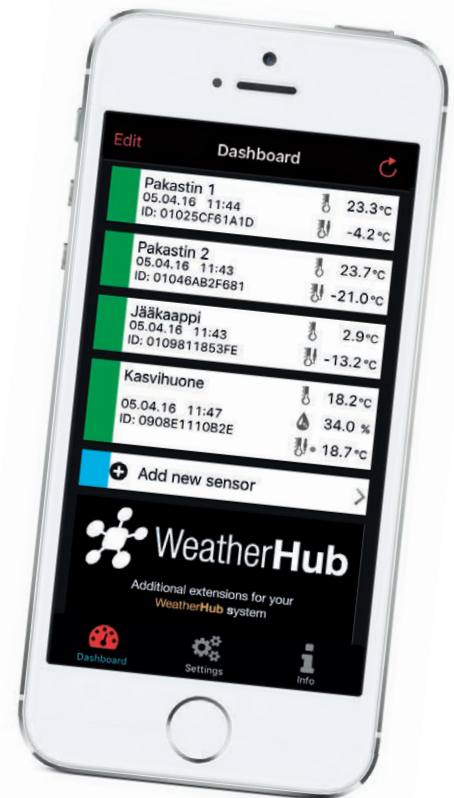 Edit Dashboard
Pakastin 1
05.04.16 11:44 23.3°C
ID: 01025CF61A1D -4.2°C
Pakastin 2
05.04.16 11:43 23.7°C
ID: 01046AB2F681 -21.0°C
Jääkaappi
05.04.16 11:43 2.9°C
ID: 0109811853FE -13.2°C
Kasvihuone 18.2°C
05.04.16 11:47 34.0 %
ID: 0908E1110B2E 18.7°C
Add new sensor
WeatherHub
Additional extensions for your
WeatherHub system
Dashboard Settings Info